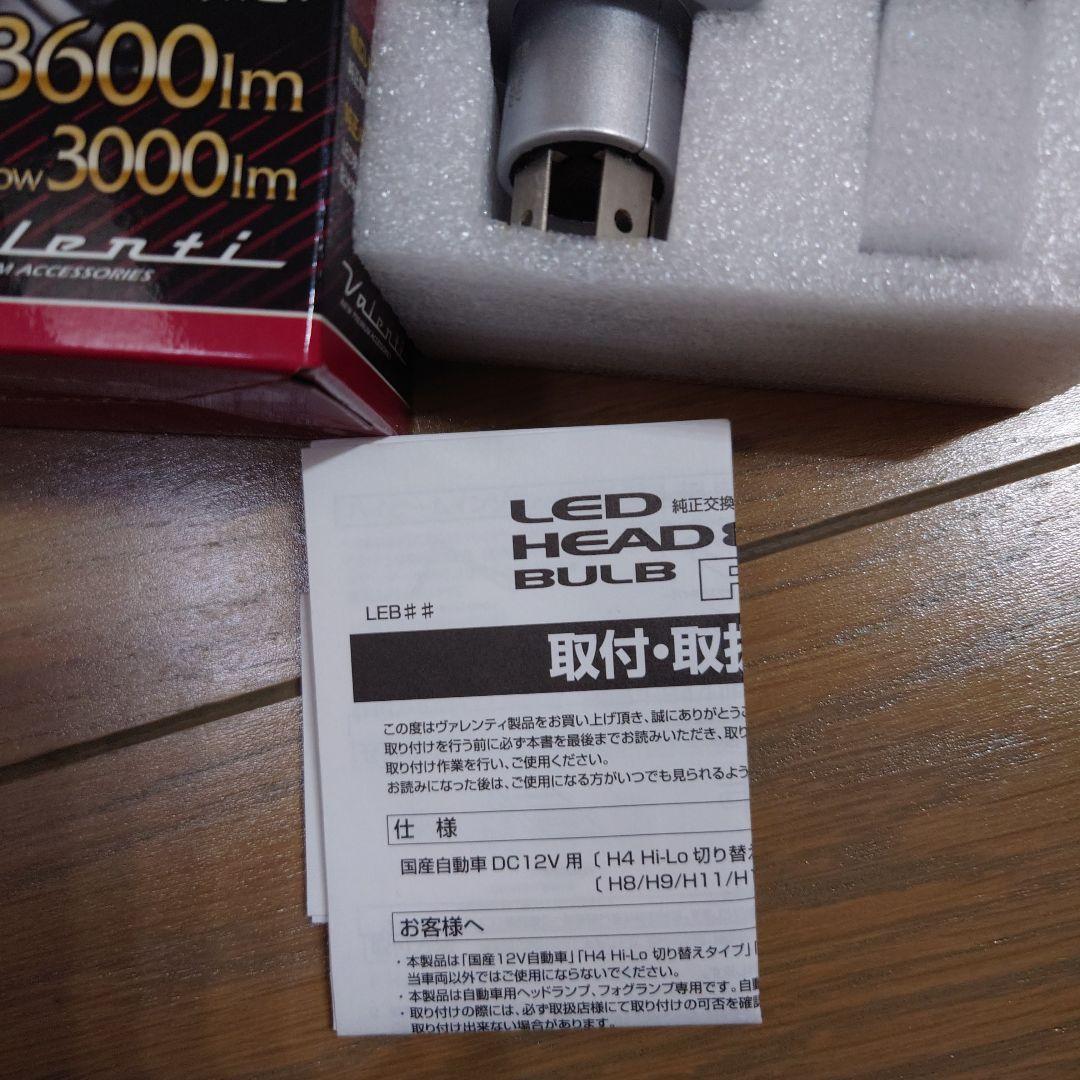 3600lm
ow 3000lm
lenti
M ACCESSORIES
Valenti
LED 純正交換
HEAD &
BULB F
LEB♯♯
取付・取扱
この度はヴァレンティ製品をお買い上げ頂き、誠にありがとうご
取り付けを行う前に必ず本書を最後までお読みいただき、取り
取り付け作業を行い、ご使用ください。
お読みになった後は、ご使用になる方がいつでも見られるよう
仕 様
国産自動車 DC12V 用 〔 H4 Hi-Lo 切り替え
〔 H8/H9/H11/H1
お客様へ
・本製品は「国産12V自動車」「H4 Hi-Lo 切り替えタイプ」「
当車両以外ではご使用にならないでください。
・本製品は自動車用ヘッドランプ、フォグランプ専用です。自動
・取り付けの際には、必ず取扱店様にて取り付けの可否を確認
取り付け出来ない場合があります。